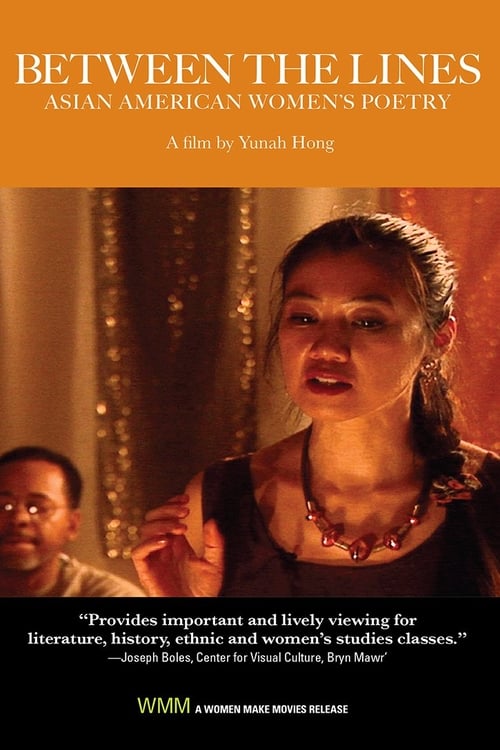 BETWEEN THE LINES
ASIAN AMERICAN WOMEN'S POETRY
A film by Yunah Hong
“Provides important and lively viewing for
literature, history, ethnic and women’s studies classes.”
—Joseph Boles, Center for Visual Culture, Bryn Mawr’
WMM A WOMEN MAKE MOVIES RELEASE